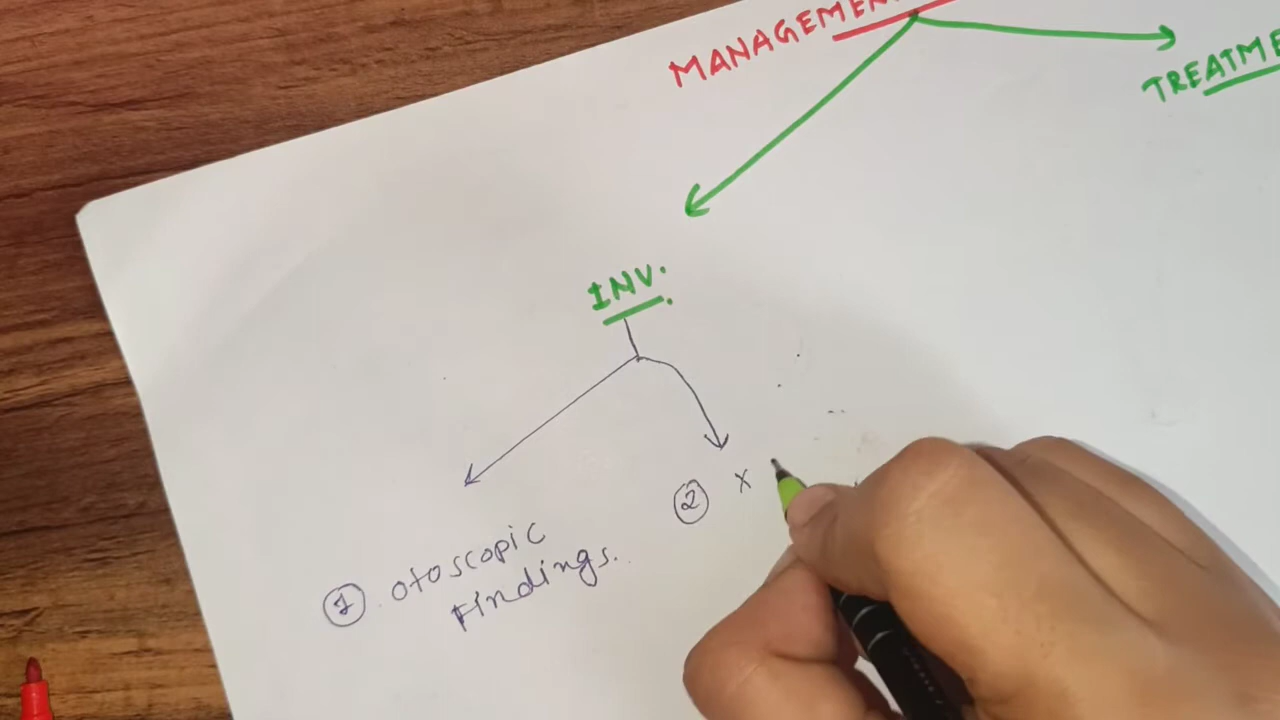 MANAGEMEN
TREATME
INV.
① . otoscopic
Findings.
② X